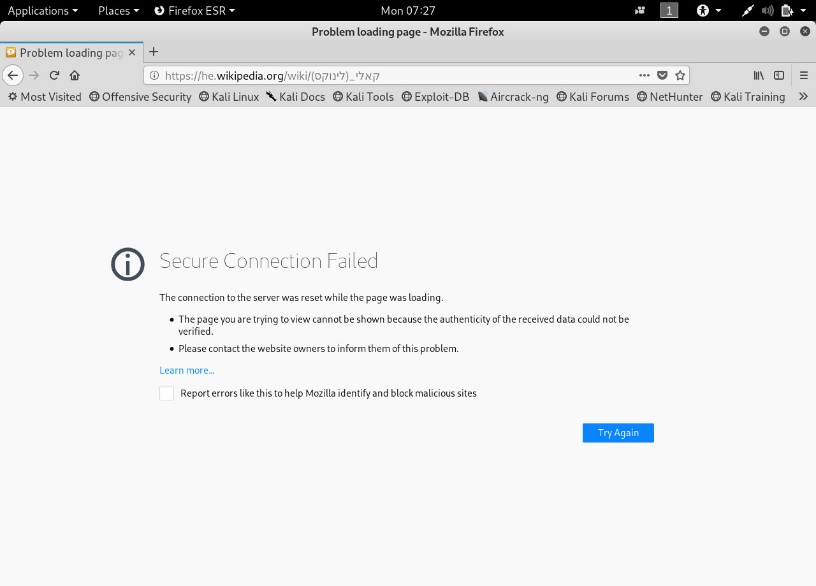 Applications Places Firefox ESR Mon 07:27 1
Problem loading page - Mozilla Firefox
Problem loading pag
https://he.wikipedia.org/wiki/קאלי_(לינוקס)
Most Visited Offensive Security Kali Linux Kali Docs Kali Tools Exploit-DB Aircrack-ng Kali Forums NetHunter Kali Training
Secure Connection Failed
The connection to the server was reset while the page was loading.
The page you are trying to view cannot be shown because the authenticity of the received data could not be
verified.
Please contact the website owners to inform them of this problem.
Learn more...
Report errors like this to help Mozilla identify and block malicious sites
Try Again